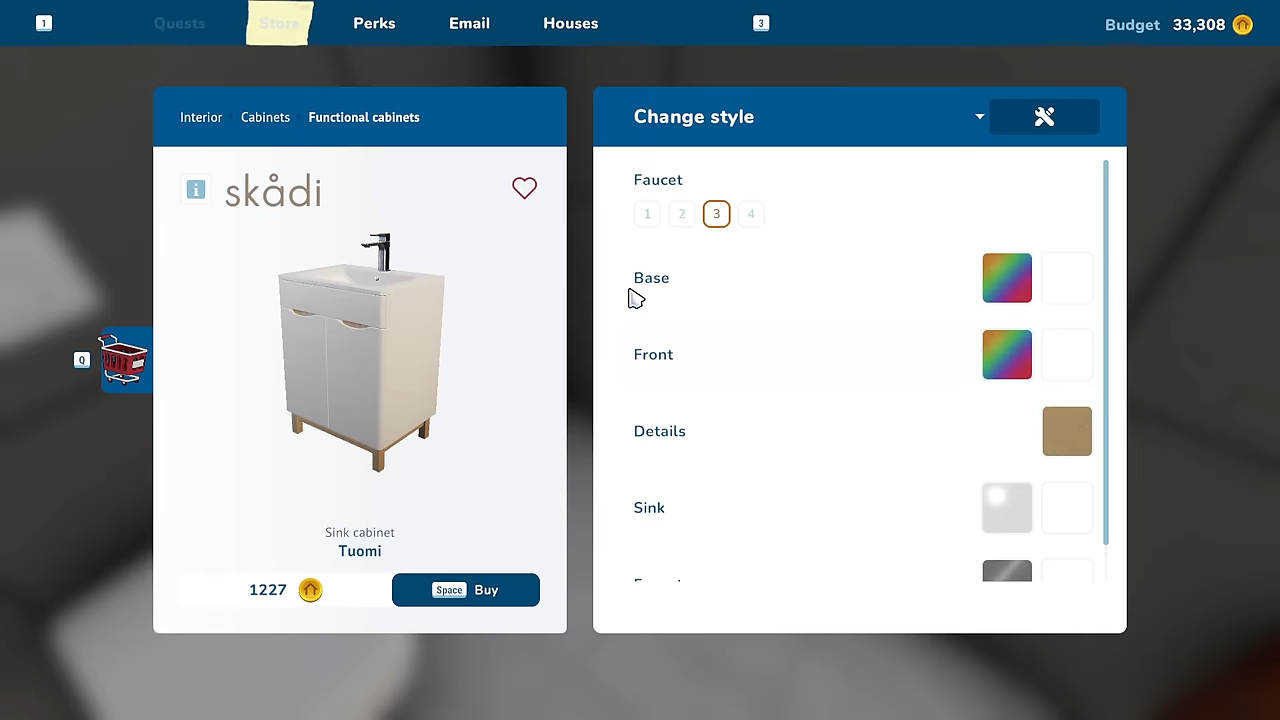 1 Quests Store Perks Email Houses 3 Budget 33,308
Interior Cabinets Functional cabinets
Change style
i skådi
Faucet
1 2 3 4
Base
Q
Front
Details
Sink
Sink cabinet
Tuomi
1227 Space Buy